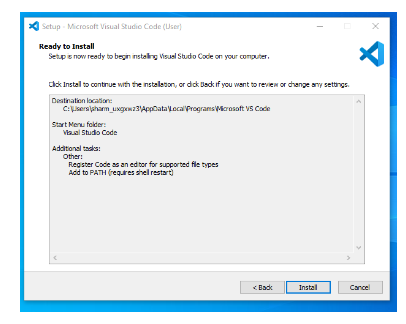 Setup - Microsoft Visual Studio Code (User)
Ready to Install
Setup is now ready to begin installing Visual Studio Code on your computer.
Click Install to continue with the installation, or click Back if you want to review or change any settings.
Destination location:
C:\Users\pharm_uxgxwz3\AppData\Local\Programs\Microsoft VS Code
Start Menu folder:
Visual Studio Code
Additional tasks:
Other:
Register Code as an editor for supported file types
Add to PATH (requires shell restart)
< Back
Install
Cancel